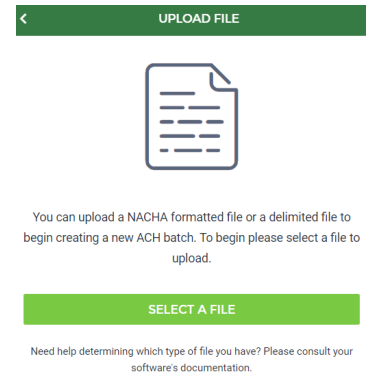 UPLOAD FILE
You can upload a NACHA formatted file or a delimited file to
begin creating a new ACH batch. To begin please select a file to
upload.
SELECT A FILE
Need help determining which type of file you have? Please consult your
software's documentation.